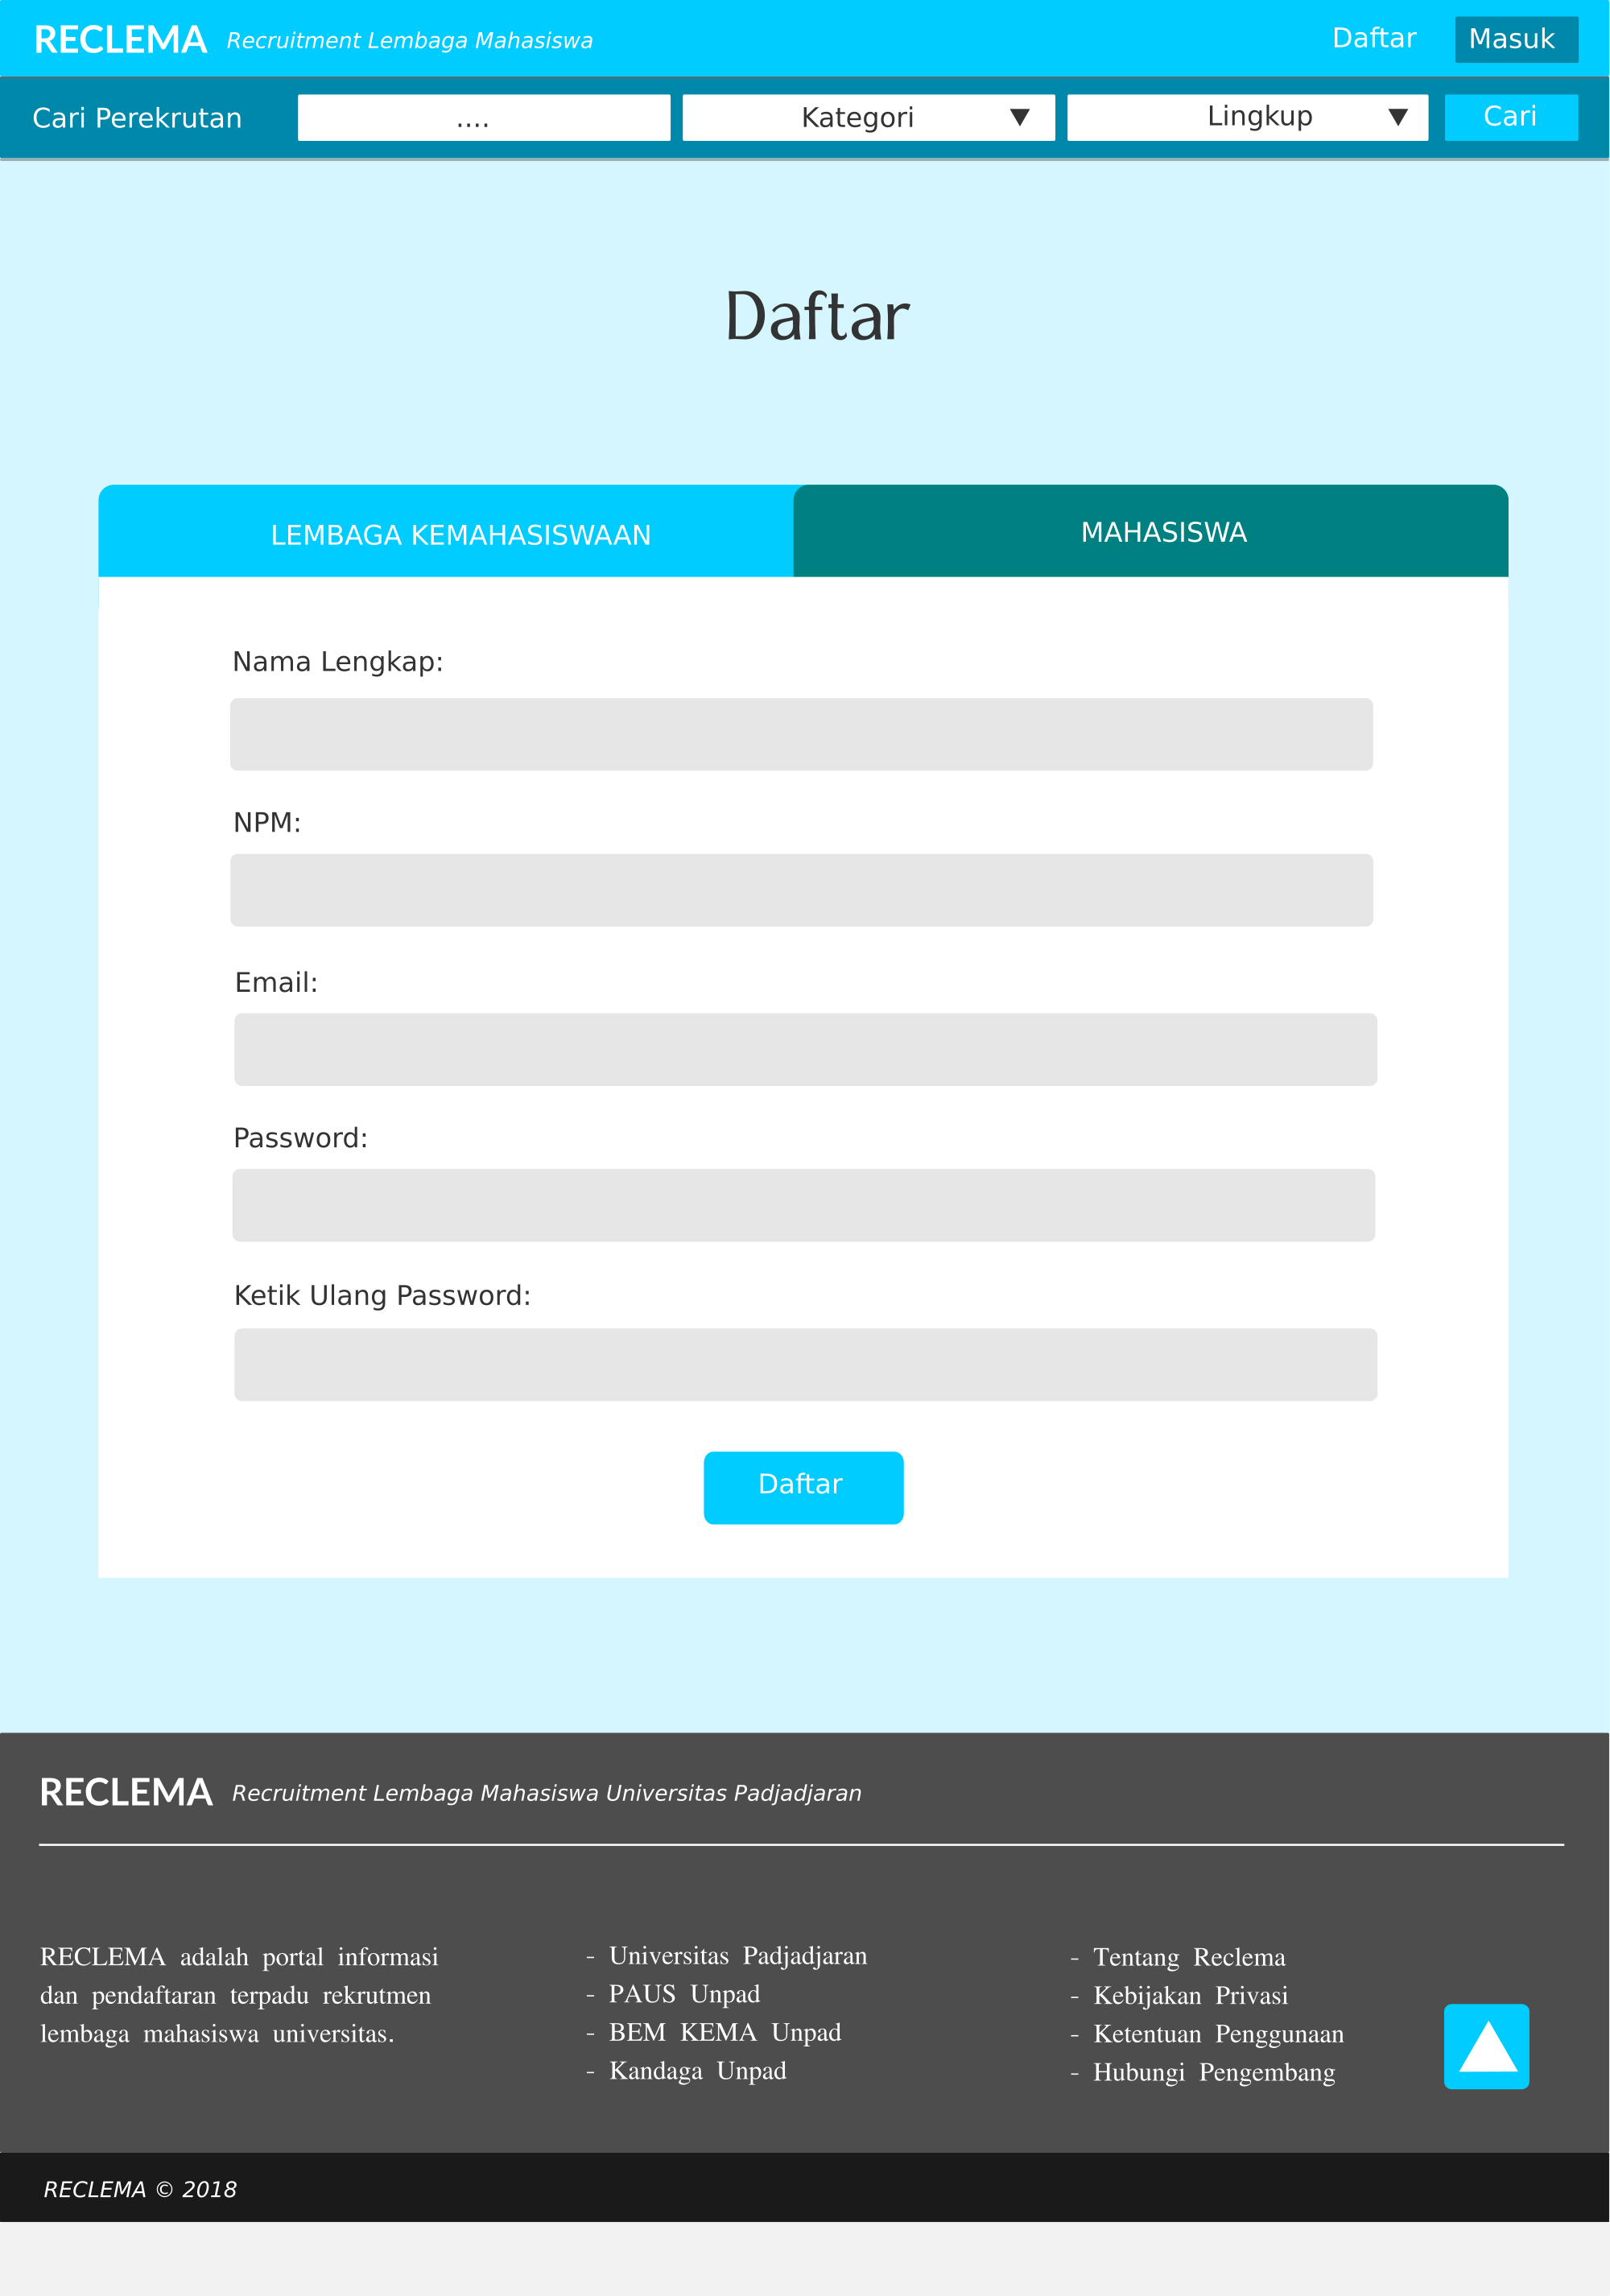 RECLEMA Recruitment Lembaga Mahasiswa Daftar Masuk
Cari Perekrutan .... Kategori Lingkup Cari
Daftar
LEMBAGA KEMAHASISWAAN MAHASISWA
Nama Lengkap:
NPM:
Email:
Password:
Ketik Ulang Password:
Daftar
RECLEMA Recruitment Lembaga Mahasiswa Universitas Padjadjaran
RECLEMA adalah portal informasi
dan pendaftaran terpadu rekrutmen
lembaga mahasiswa universitas.
- Universitas Padjadjaran
- PAUS Unpad
- BEM KEMA Unpad
- Kandaga Unpad
- Tentang Reclema
- Kebijakan Privasi
- Ketentuan Penggunaan
- Hubungi Pengembang
RECLEMA © 2018